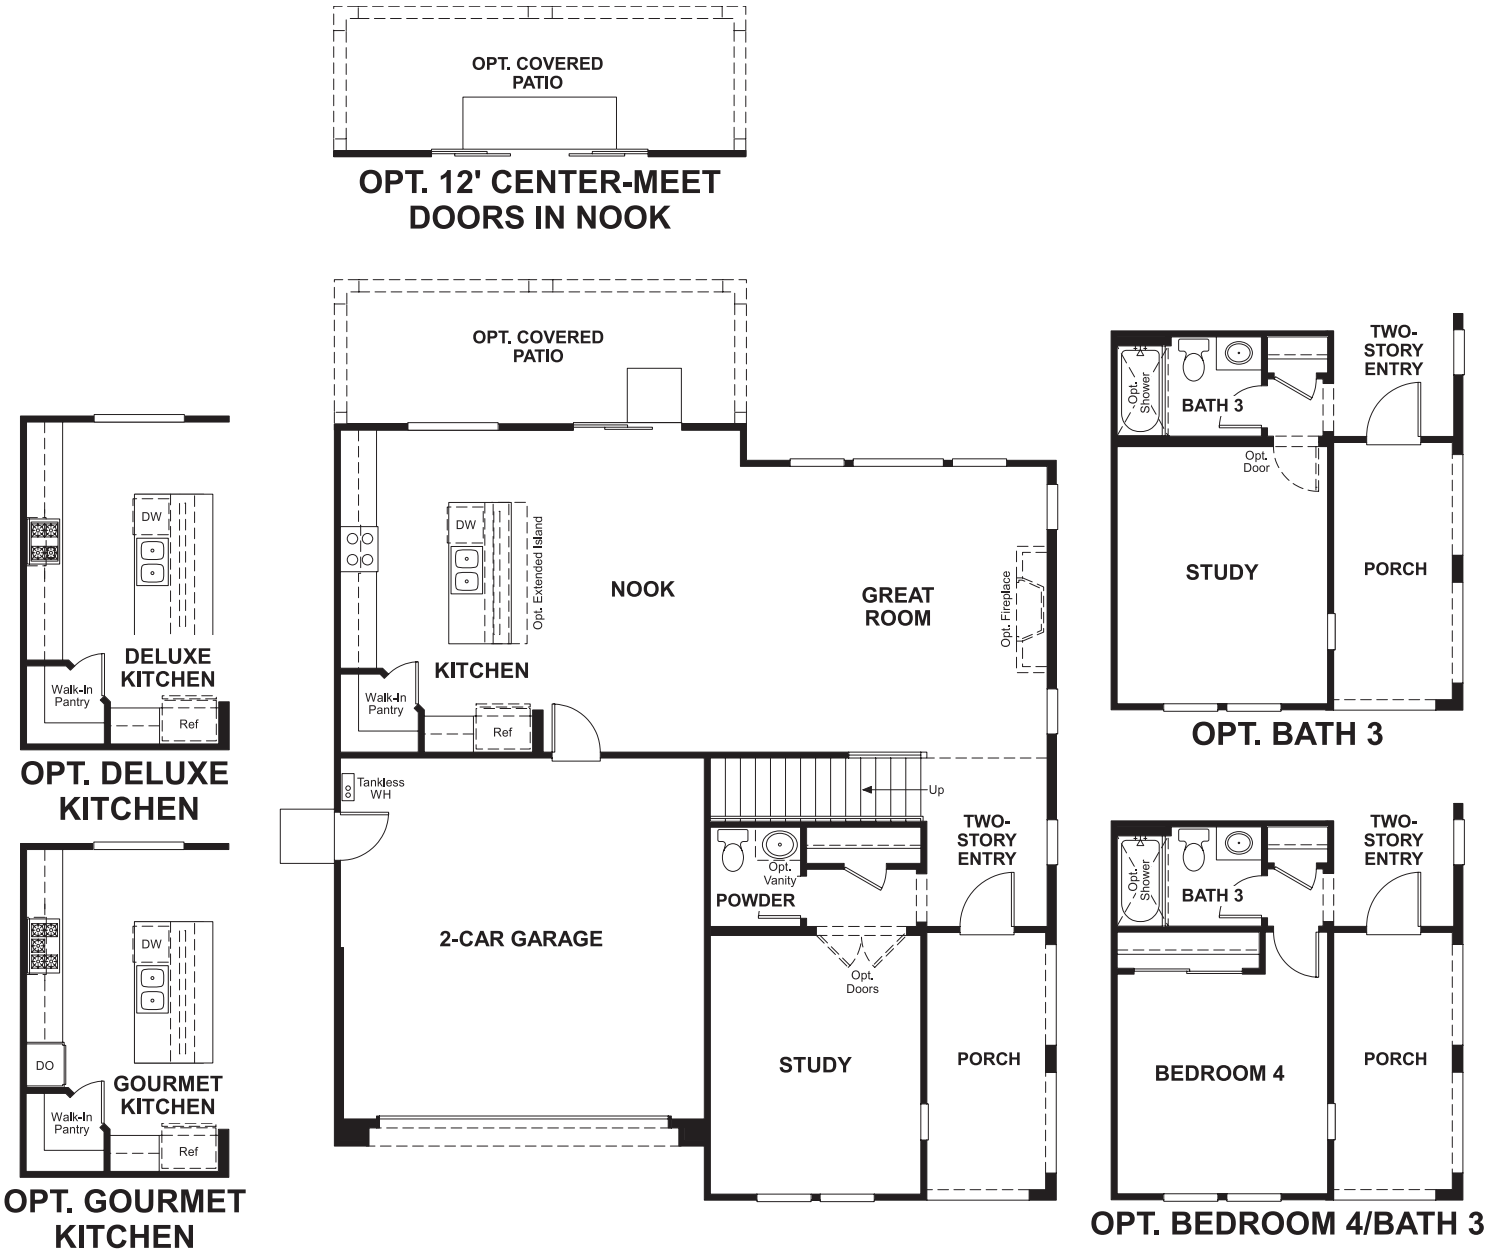 OPT. COVERED
PATIO
OPT. 12' CENTER-MEET
DOORS IN NOOK
OPT. COVERED
PATIO
DW
Opt. Extended Island
NOOK
GREAT
ROOM
Opt. Fireplace
KITCHEN
Walk-In
Pantry
Ref
Tankless
WH
Up
TWO-
STORY
ENTRY
Opt.
Vanity
POWDER
2-CAR GARAGE
Opt.
Doors
STUDY
PORCH
DW
DELUXE
KITCHEN
Walk-In
Pantry
Ref
OPT. DELUXE
KITCHEN
DW
DO
GOURMET
KITCHEN
Walk-In
Pantry
Ref
OPT. GOURMET
KITCHEN
TWO-
STORY
ENTRY
Opt.
Shower
BATH 3
Opt.
Door
STUDY
PORCH
OPT. BATH 3
TWO-
STORY
ENTRY
Opt.
Shower
BATH 3
BEDROOM 4
PORCH
OPT. BEDROOM 4/BATH 3